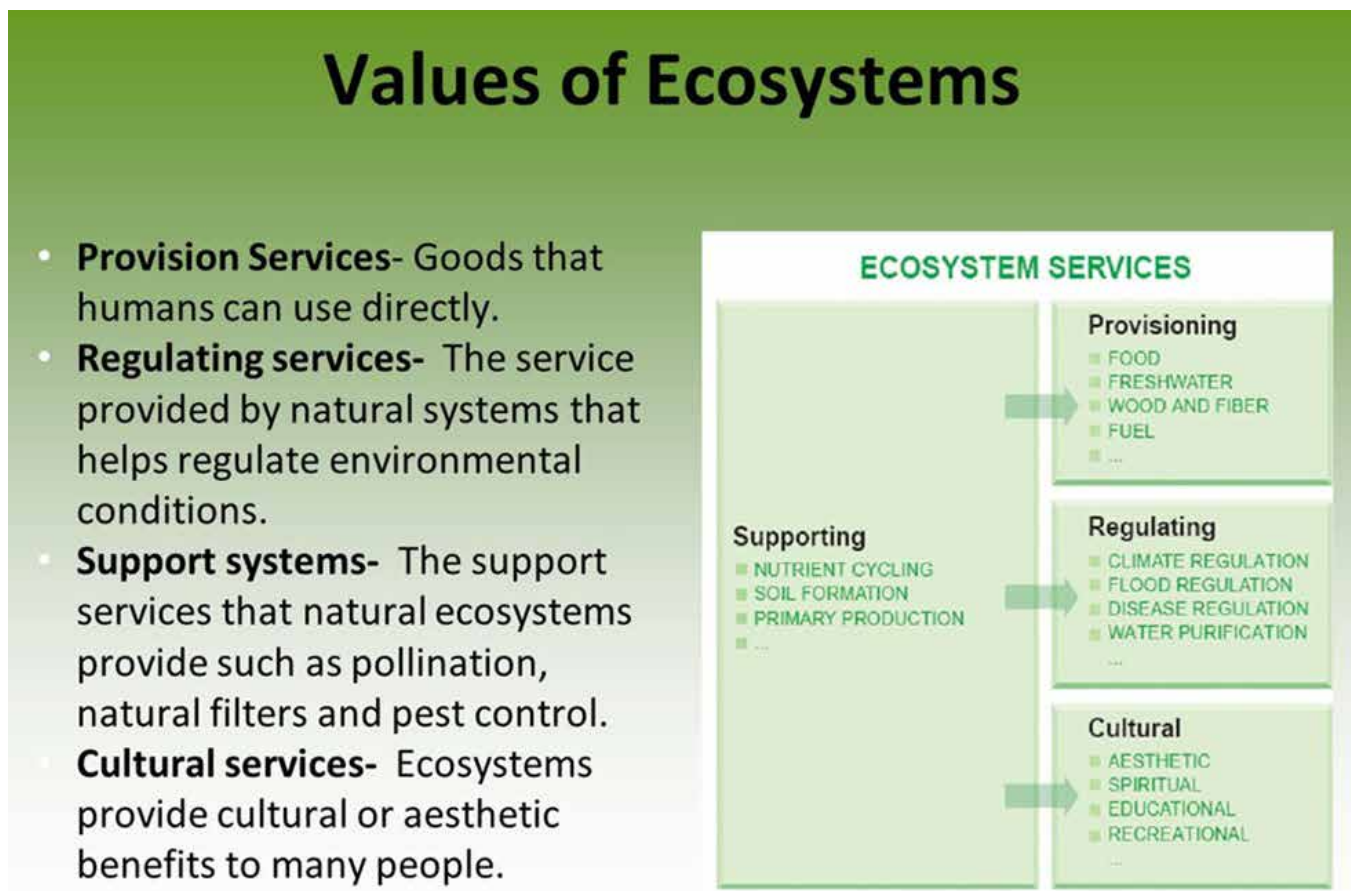 Values of Ecosystems
• Provision Services- Goods that
humans can use directly.
• Regulating services- The service
provided by natural systems that
helps regulate environmental
conditions.
• Support systems- The support
services that natural ecosystems
provide such as pollination,
natural filters and pest control.
• Cultural services- Ecosystems
provide cultural or aesthetic
benefits to many people.
ECOSYSTEM SERVICES
Supporting
NUTRIENT CYCLING
SOIL FORMATION
PRIMARY PRODUCTION
...
Provisioning
FOOD
FRESHWATER
WOOD AND FIBER
FUEL
...
Regulating
CLIMATE REGULATION
FLOOD REGULATION
DISEASE REGULATION
WATER PURIFICATION
...
Cultural
AESTHETIC
SPIRITUAL
EDUCATIONAL
RECREATIONAL
...